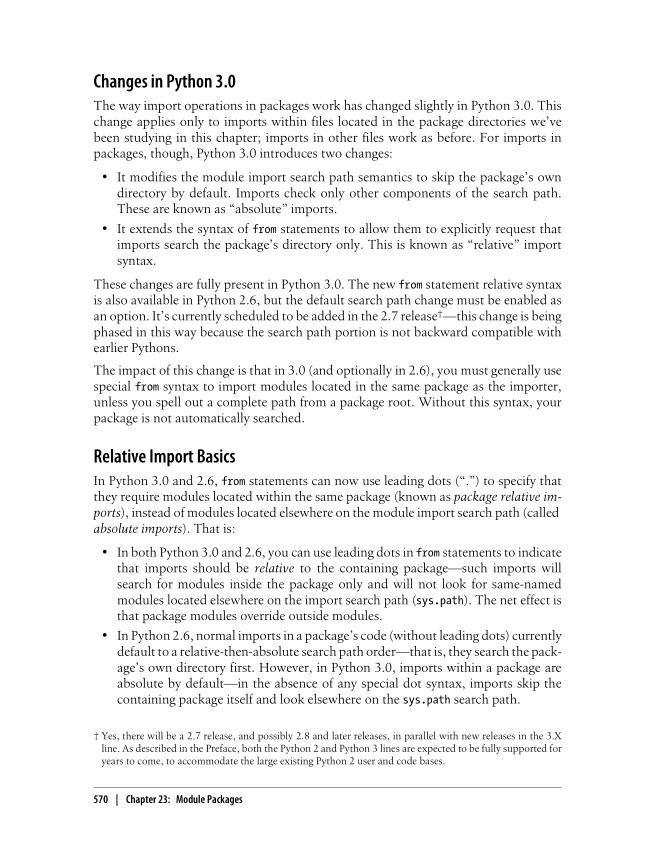 Changes in Python 3.0
The way import operations in packages work has changed slightly in Python 3.0. This
change applies only to imports within files located in the package directories we’ve
been studying in this chapter; imports in other files work as before. For imports in
packages, though, Python 3.0 introduces two changes:
• It modifies the module import search path semantics to skip the package’s own
directory by default. Imports check only other components of the search path.
These are known as “absolute” imports.
• It extends the syntax of from statements to allow them to explicitly request that
imports search the package’s directory only. This is known as “relative” import
syntax.
These changes are fully present in Python 3.0. The new from statement relative syntax
is also available in Python 2.6, but the default search path change must be enabled as
an option. It’s currently scheduled to be added in the 2.7 release†—this change is being
phased in this way because the search path portion is not backward compatible with
earlier Pythons.
The impact of this change is that in 3.0 (and optionally in 2.6), you must generally use
special from syntax to import modules located in the same package as the importer,
unless you spell out a complete path from a package root. Without this syntax, your
package is not automatically searched.
Relative Import Basics
In Python 3.0 and 2.6, from statements can now use leading dots (“.”) to specify that
they require modules located within the same package (known as package relative im-
ports), instead of modules located elsewhere on the module import search path (called
absolute imports). That is:
• In both Python 3.0 and 2.6, you can use leading dots in from statements to indicate
that imports should be relative to the containing package—such imports will
search for modules inside the package only and will not look for same-named
modules located elsewhere on the import search path (sys.path). The net effect is
that package modules override outside modules.
• In Python 2.6, normal imports in a package’s code (without leading dots) currently
default to a relative-then-absolute search path order—that is, they search the pack-
age’s own directory first. However, in Python 3.0, imports within a package are
absolute by default—in the absence of any special dot syntax, imports skip the
containing package itself and look elsewhere on the sys.path search path.
† Yes, there will be a 2.7 release, and possibly 2.8 and later releases, in parallel with new releases in the 3.X
line. As described in the Preface, both the Python 2 and Python 3 lines are expected to be fully supported for
years to come, to accommodate the large existing Python 2 user and code bases.
570 | Chapter 23: Module Packages